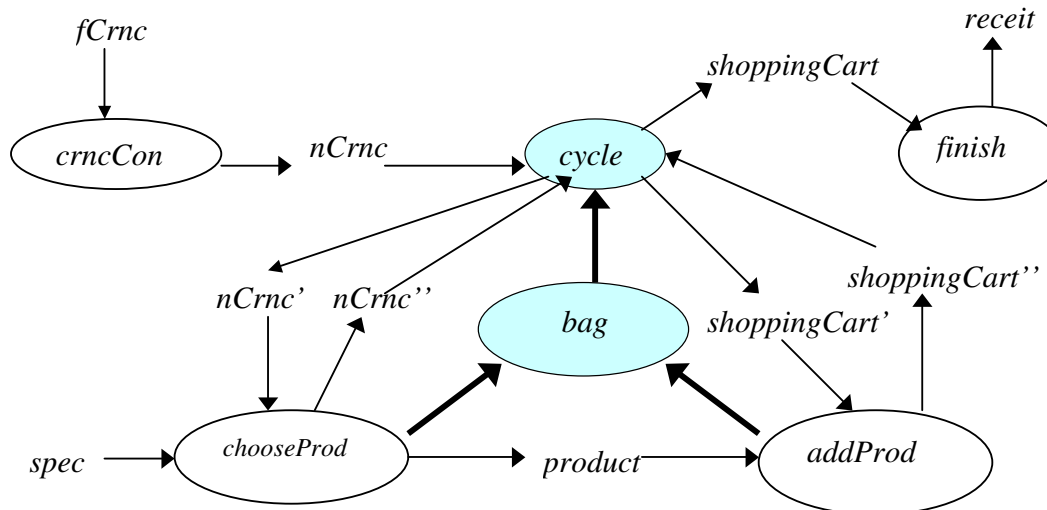 fCrnc
receit
shoppingCart
crncCon
nCrnc
cycle
finish
nCrnc’
nCrnc’’
shoppingCart’’
bag
shoppingCart’
spec
chooseProd
product
addProd